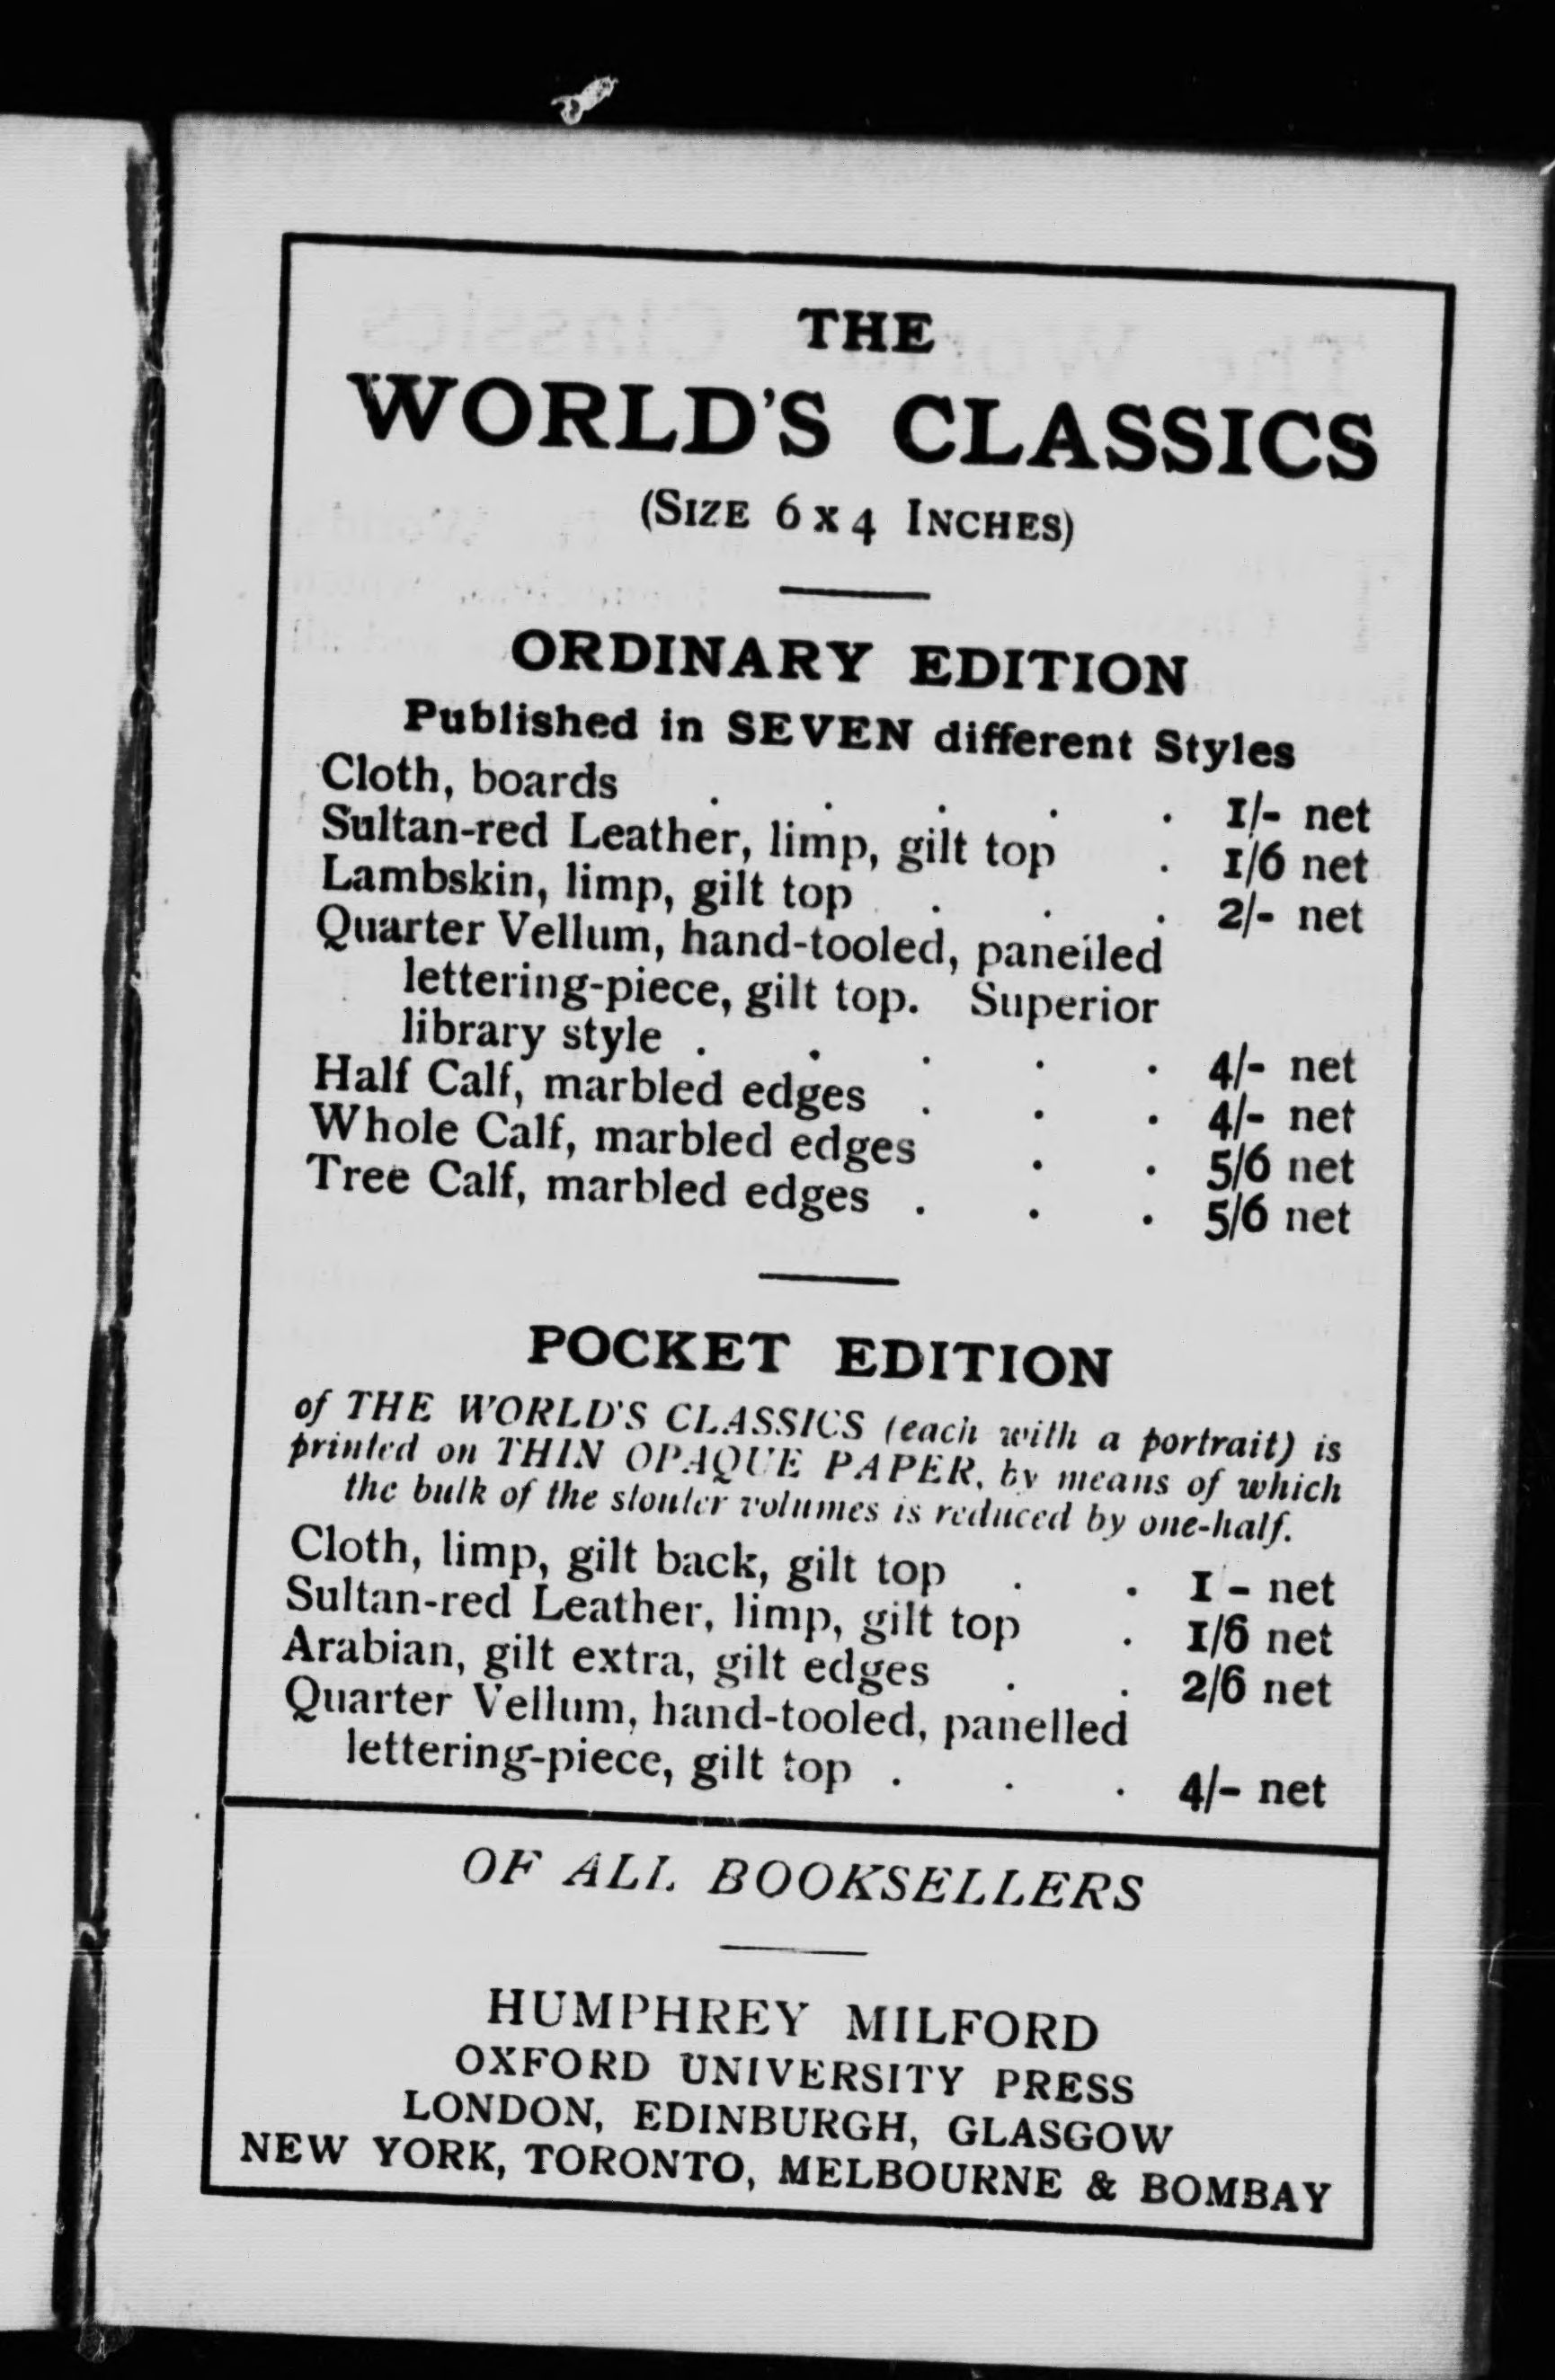 THE
WORLD'S CLASSICS
(SIZE 6 x 4 INCHES)
ORDINARY EDITION
Published in SEVEN different Styles
Cloth, boards . . . . . 1/- net
Sultan-red Leather, limp, gilt top . 1/6 net
Lambskin, limp, gilt top . . . 2/- net
Quarter Vellum, hand-tooled, panelled
lettering-piece, gilt top. Superior
library style . . . . . 4/- net
Half Calf, marbled edges . . . 4/- net
Whole Calf, marbled edges . . 5/6 net
Tree Calf, marbled edges . . . 5/6 net
POCKET EDITION
of THE WORLD'S CLASSICS (each with a portrait) is
printed on THIN OPAQUE PAPER, by means of which
the bulk of the stouter volumes is reduced by one-half.
Cloth, limp, gilt back, gilt top . . 1/- net
Sultan-red Leather, limp, gilt top . 1/6 net
Arabian, gilt extra, gilt edges . . 2/6 net
Quarter Vellum, hand-tooled, panelled
lettering-piece, gilt top . . . 4/- net
OF ALL BOOKSELLERS
HUMPHREY MILFORD
OXFORD UNIVERSITY PRESS
LONDON, EDINBURGH, GLASGOW
NEW YORK, TORONTO, MELBOURNE & BOMBAY